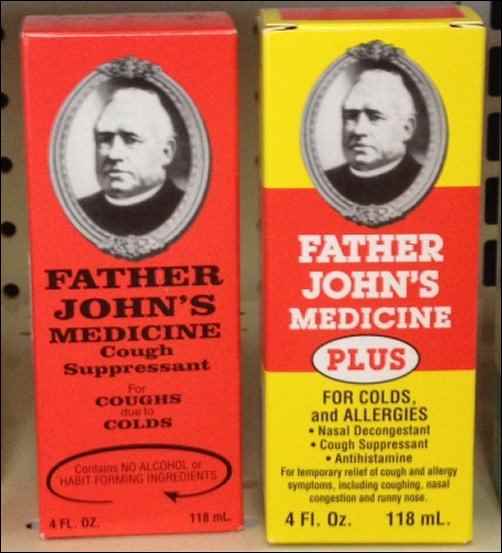 FATHER
JOHN'S
MEDICINE
Cough
Suppressant
For
COUGHS
due to
COLDS
Contains NO ALCOHOL or
HABIT FORMING INGREDIENTS
4 FL. OZ. 118 mL.
FATHER
JOHN'S
MEDICINE
PLUS
FOR COLDS,
and ALLERGIES
• Nasal Decongestant
• Cough Suppressant
• Antihistamine
For temporary relief of cough and allergy
symptoms, including coughing, nasal
congestion and runny nose.
4 Fl. Oz. 118 mL.